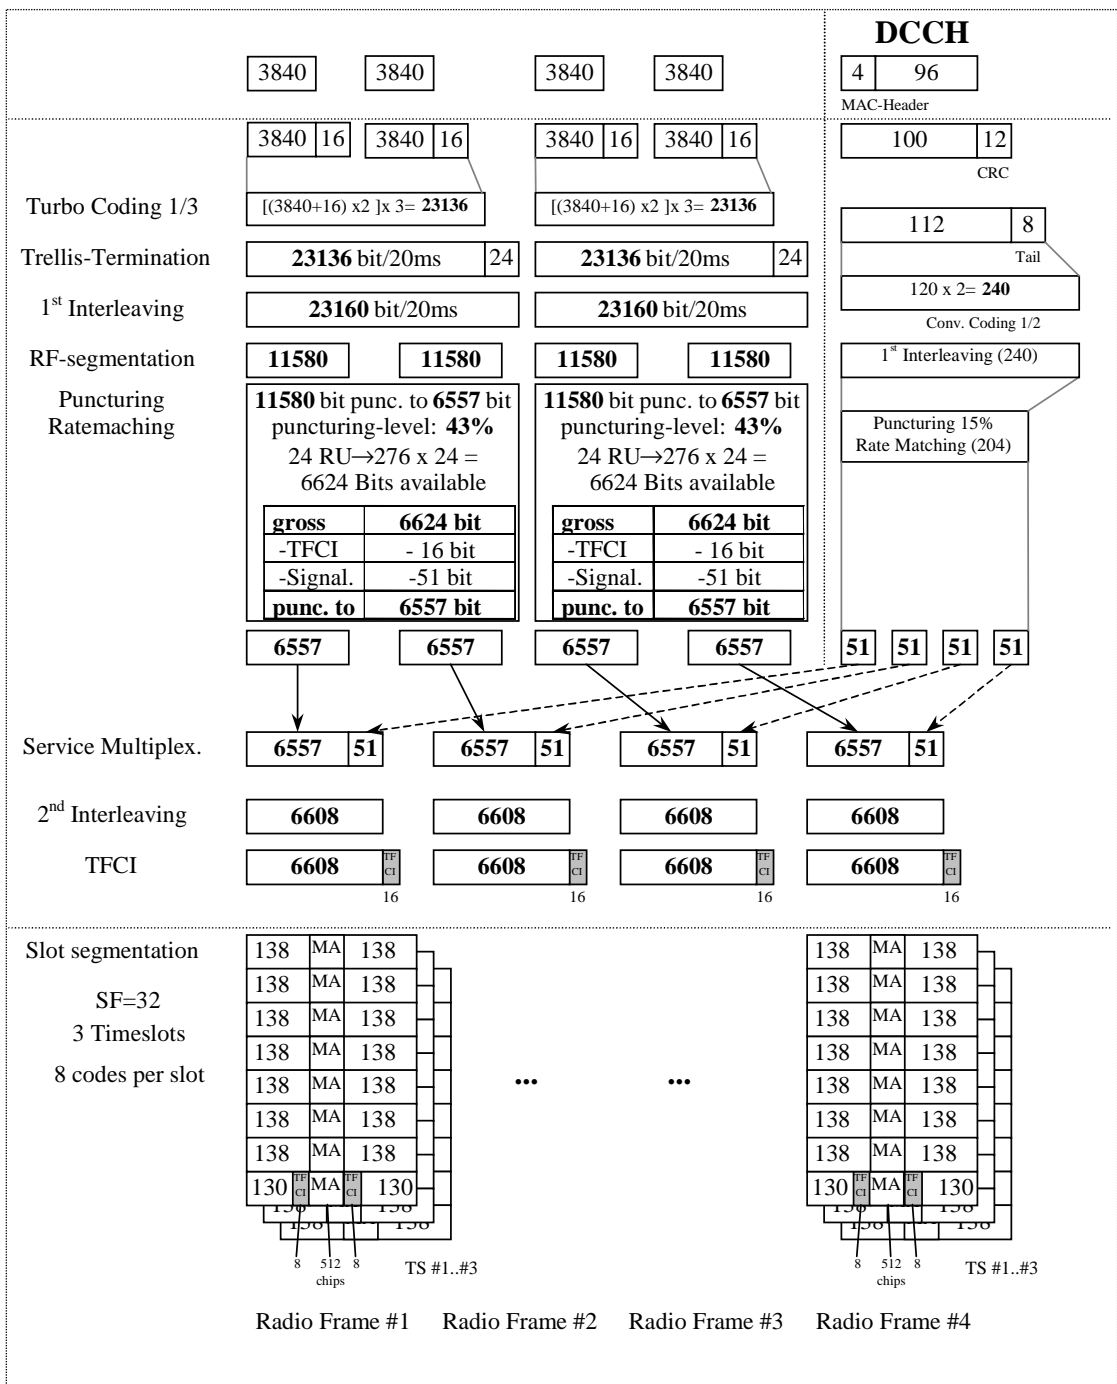 DCCH
3840 3840 3840 3840 4 96
MAC-Header
3840 16 3840 16 3840 16 3840 16 100 12
CRC
Turbo Coding 1/3 [(3840+16) x2 ]x 3= 23136 [(3840+16) x2 ]x 3= 23136
112 8
Tail
Trellis-Termination 23136 bit/20ms 24 23136 bit/20ms 24
120 x 2= 240
Conv. Coding 1/2
1st Interleaving 23160 bit/20ms 23160 bit/20ms
RF-segmentation 11580 11580 11580 11580 1st Interleaving (240)
Puncturing 11580 bit punc. to 6557 bit 11580 bit punc. to 6557 bit
Ratemaching puncturing-level: 43% puncturing-level: 43% Puncturing 15%
Rate Matching (204)
24 RU→276 x 24 = 24 RU→276 x 24 =
6624 Bits available 6624 Bits available
gross 6624 bit gross 6624 bit
-TFCI - 16 bit -TFCI - 16 bit
-Signal. -51 bit -Signal. -51 bit
punc. to 6557 bit punc. to 6557 bit
6557 6557 6557 6557 51 51 51 51
Service Multiplex. 6557 51 6557 51 6557 51 6557 51
2nd Interleaving 6608 6608 6608 6608
TFCI 6608 TF CI 6608 TF CI 6608 TF CI 6608 TF CI
16 16 16 16
Slot segmentation 138 MA 138 138 MA 138
138 MA 138 138 MA 138
SF=32
138 MA 138 138 MA 138
3 Timeslots
138 MA 138 138 MA 138
8 codes per slot 138 MA 138 ... ... 138 MA 138
138 MA 138 138 MA 138
138 MA 138 138 MA 138
130 TF CI MA TF CI 130 130 TF CI MA TF CI 130
138 138 138 138
138 138 138 138
8 512 8 TS #1..#3 8 512 8 TS #1..#3
chips chips
Radio Frame #1 Radio Frame #2 Radio Frame #3 Radio Frame #4